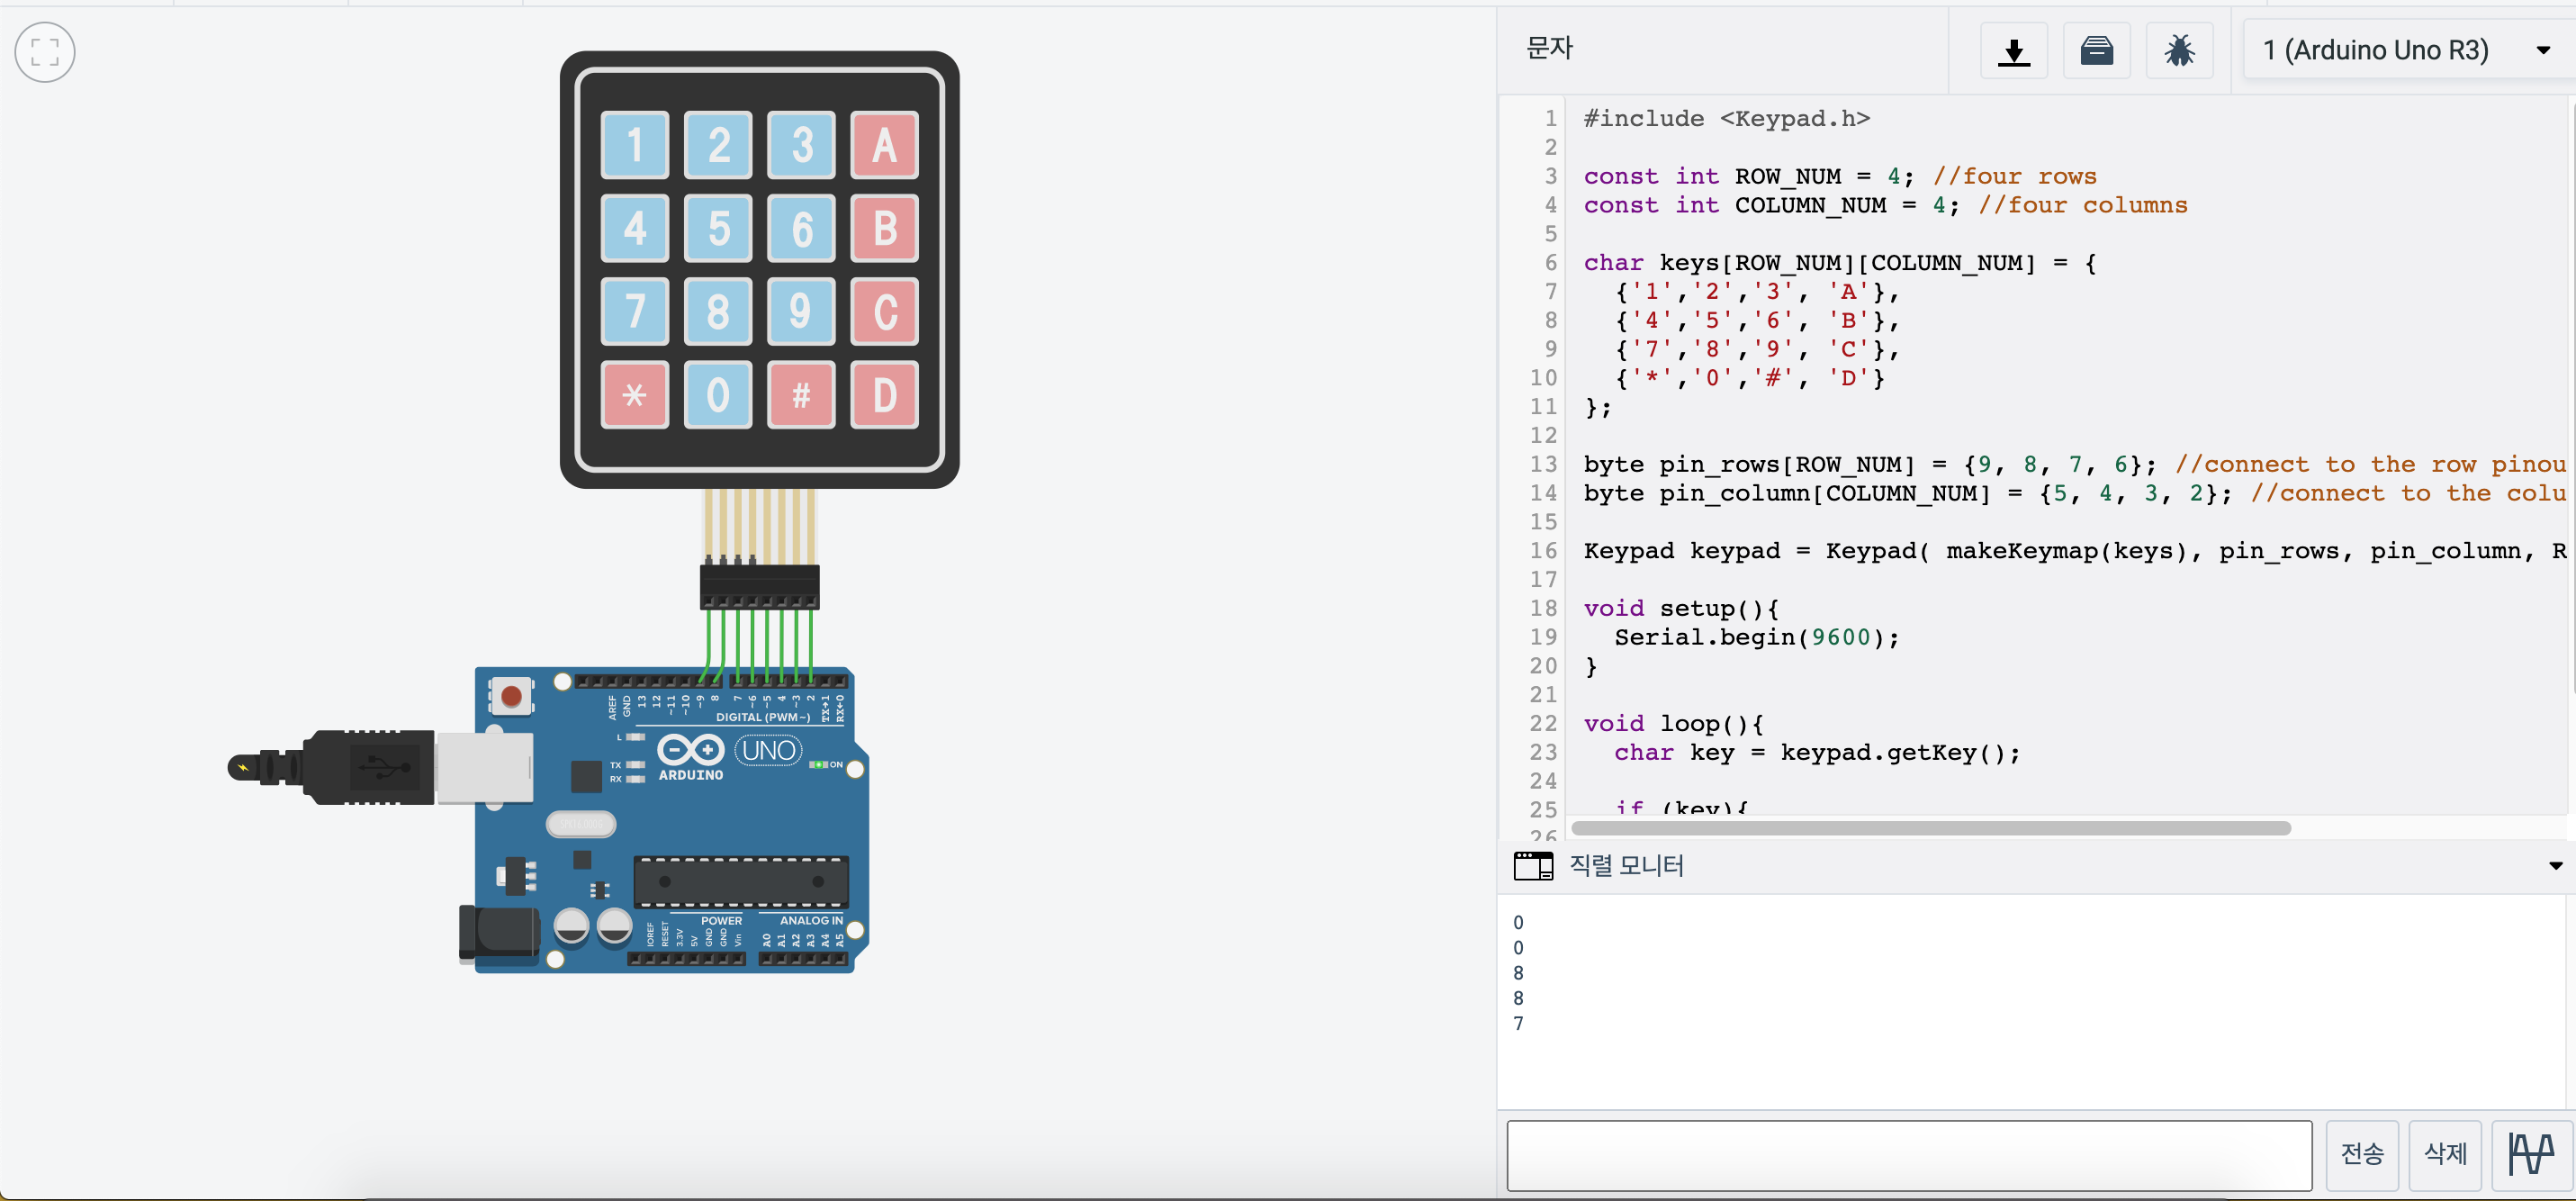 1 2 3 A
4 5 6 B
7 8 9 C
* 0 # D
AREF GND 13 12 ~11 ~10 ~9 8 7 ~6 ~5 4 ~3 2 TX→1 RX←0
DIGITAL (PWM~)
L
TX
RX
UNO
ARDUINO
ON
POWER
ANALOG IN
IOREF RESET 3.3V 5V GND GND Vin A0 A1 A2 A3 A4 A5
문자
1 (Arduino Uno R3)
1 #include <Keypad.h>
2
3 const int ROW_NUM = 4; //four rows
4 const int COLUMN_NUM = 4; //four columns
5
6 char keys[ROW_NUM][COLUMN_NUM] = {
7   {'1','2','3', 'A'},
8   {'4','5','6', 'B'},
9   {'7','8','9', 'C'},
10   {'*','0','#', 'D'}
11 };
12
13 byte pin_rows[ROW_NUM] = {9, 8, 7, 6}; //connect to the row pinou
14 byte pin_column[COLUMN_NUM] = {5, 4, 3, 2}; //connect to the colu
15
16 Keypad keypad = Keypad( makeKeymap(keys), pin_rows, pin_column, R
17
18 void setup(){
19   Serial.begin(9600);
20 }
21
22 void loop(){
23   char key = keypad.getKey();
24
25   if (key){
26
직렬 모니터
0
0
8
8
7
전송
삭제